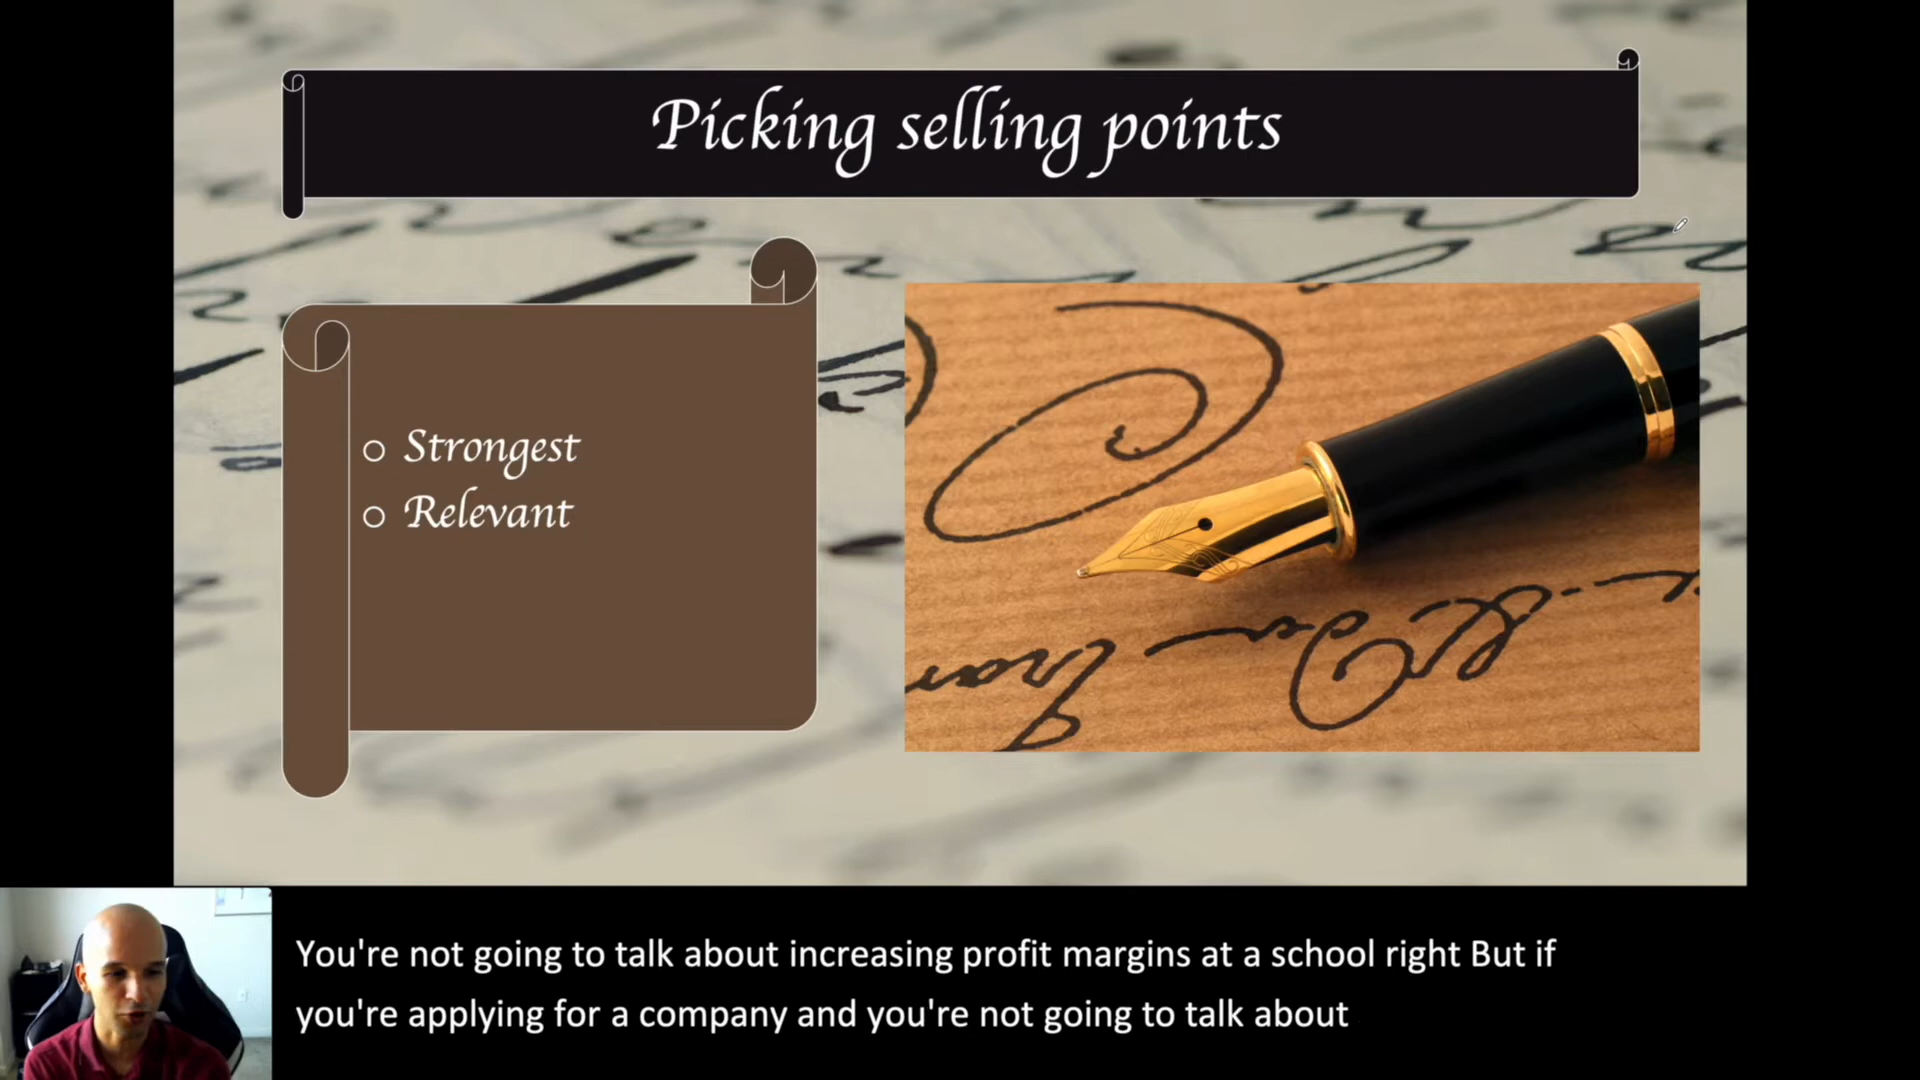 Picking selling points
Strongest
Relevant
You're not going to talk about increasing profit margins at a school right But if
you're applying for a company and you're not going to talk about